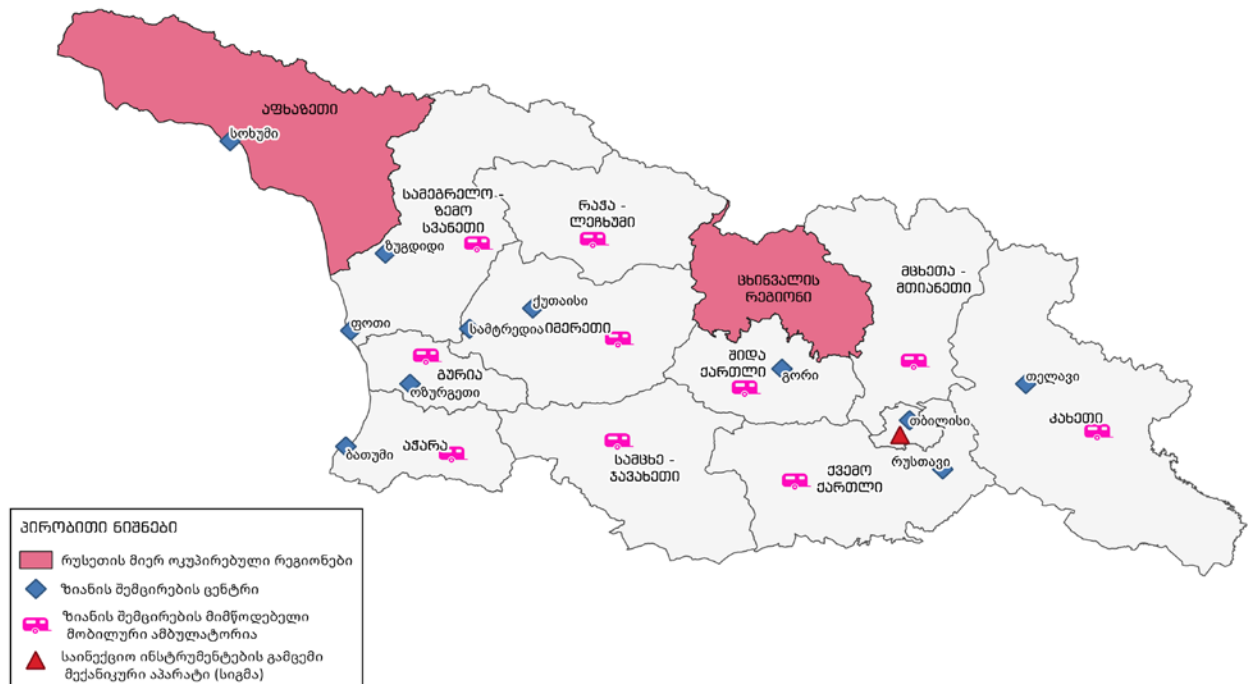 აფხაზეთი
სოხუმი
სამეგრელო -
ზემო
სვანეთი
რაჭა -
ლეჩხუმი
ზუგდიდი
ცხინვალის
რეგიონი
მცხეთა -
მთიანეთი
ქუთაისი
ფოთი
სამტრედია
იმერეთი
შიდა
ქართლი
გორი
გურია
ოზურგეთი
თელავი
კახეთი
თბილისი
ბათუმი
აჭარა
სამცხე -
ჯავახეთი
ქვემო
ქართლი
რუსთავი
პირობითი ნიშნები
რუსეთის მიერ ოკუპირებული რეგიონები
ზიანის შემცირების ცენტრი
ზიანის შემცირების მიმწოდებელი
მობილური ამბულატორია
საინექციო ინსტრუმენტების გამცემი
მექანიკური აპარატი (სიგმა)